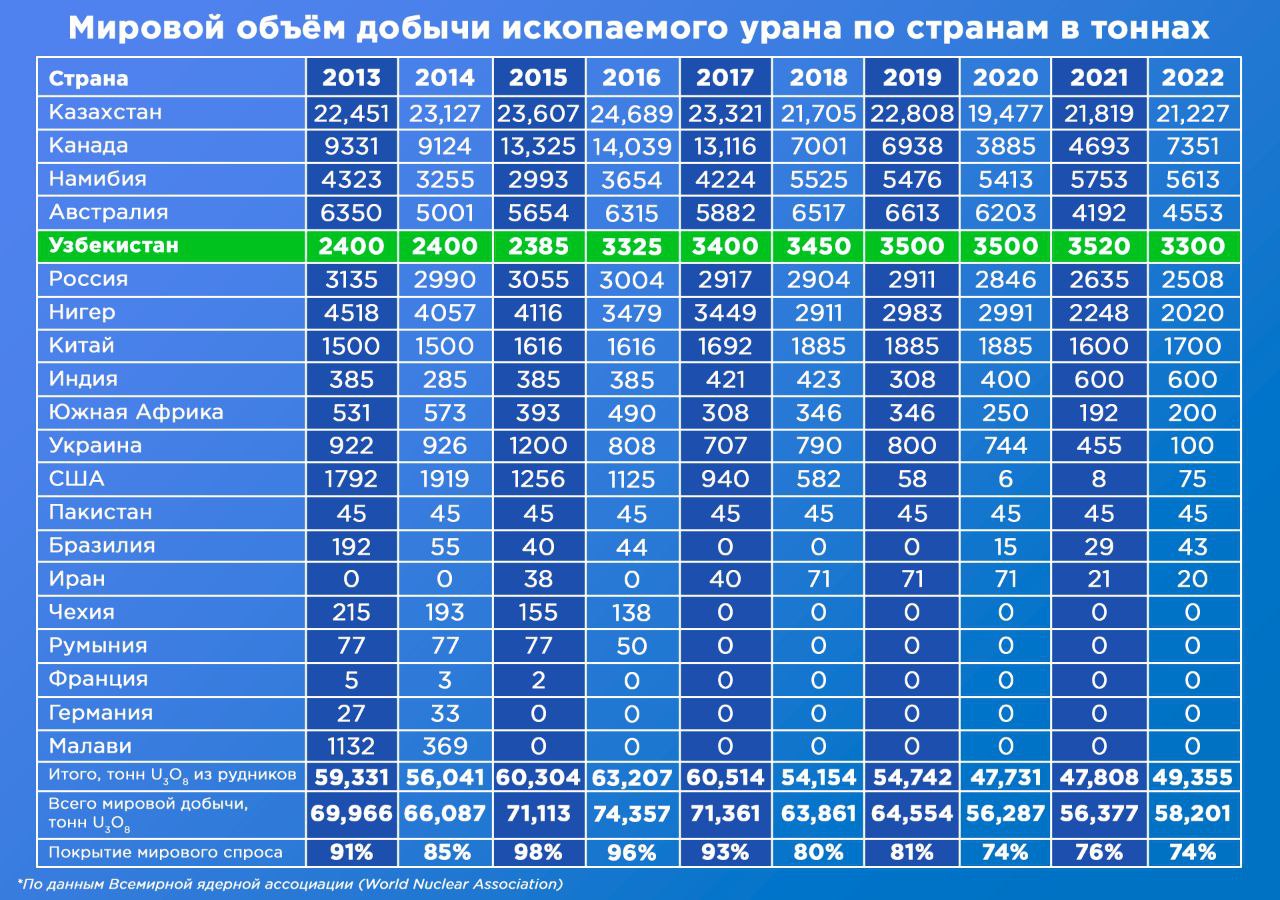 Мировой объём добычи ископаемого урана по странам в тоннах
Страна 2013 2014 2015 2016 2017 2018 2019 2020 2021 2022
Казахстан 22,451 23,127 23,607 24,689 23,321 21,705 22,808 19,477 21,819 21,227
Канада 9331 9124 13,325 14,039 13,116 7001 6938 3885 4693 7351
Намибия 4323 3255 2993 3654 4224 5525 5476 5413 5753 5613
Австралия 6350 5001 5654 6315 5882 6517 6613 6203 4192 4553
Узбекистан 2400 2400 2385 3325 3400 3450 3500 3500 3520 3300
Россия 3135 2990 3055 3004 2917 2904 2911 2846 2635 2508
Нигер 4518 4057 4116 3479 3449 2911 2983 2991 2248 2020
Китай 1500 1500 1616 1616 1692 1885 1885 1885 1600 1700
Индия 385 285 385 385 421 423 308 400 600 600
Южная Африка 531 573 393 490 308 346 346 250 192 200
Украина 922 926 1200 808 707 790 800 744 455 100
США 1792 1919 1256 1125 940 582 58 6 8 75
Пакистан 45 45 45 45 45 45 45 45 45 45
Бразилия 192 55 40 44 0 0 0 15 29 43
Иран 0 0 38 0 40 71 71 71 21 20
Чехия 215 193 155 138 0 0 0 0 0 0
Румыния 77 77 77 50 0 0 0 0 0 0
Франция 5 3 2 0 0 0 0 0 0 0
Германия 27 33 0 0 0 0 0 0 0 0
Малави 1132 369 0 0 0 0 0 0 0 0
Итого, тонн U₃O₈ из рудников 59,331 56,041 60,304 63,207 60,514 54,154 54,742 47,731 47,808 49,355
Всего мировой добычи,
тонн U₃O₈ 69,966 66,087 71,113 74,357 71,361 63,861 64,554 56,287 56,377 58,201
Покрытие мирового спроса 91% 85% 98% 96% 93% 80% 81% 74% 76% 74%
*По данным Всемирной ядерной ассоциации (World Nuclear Association)